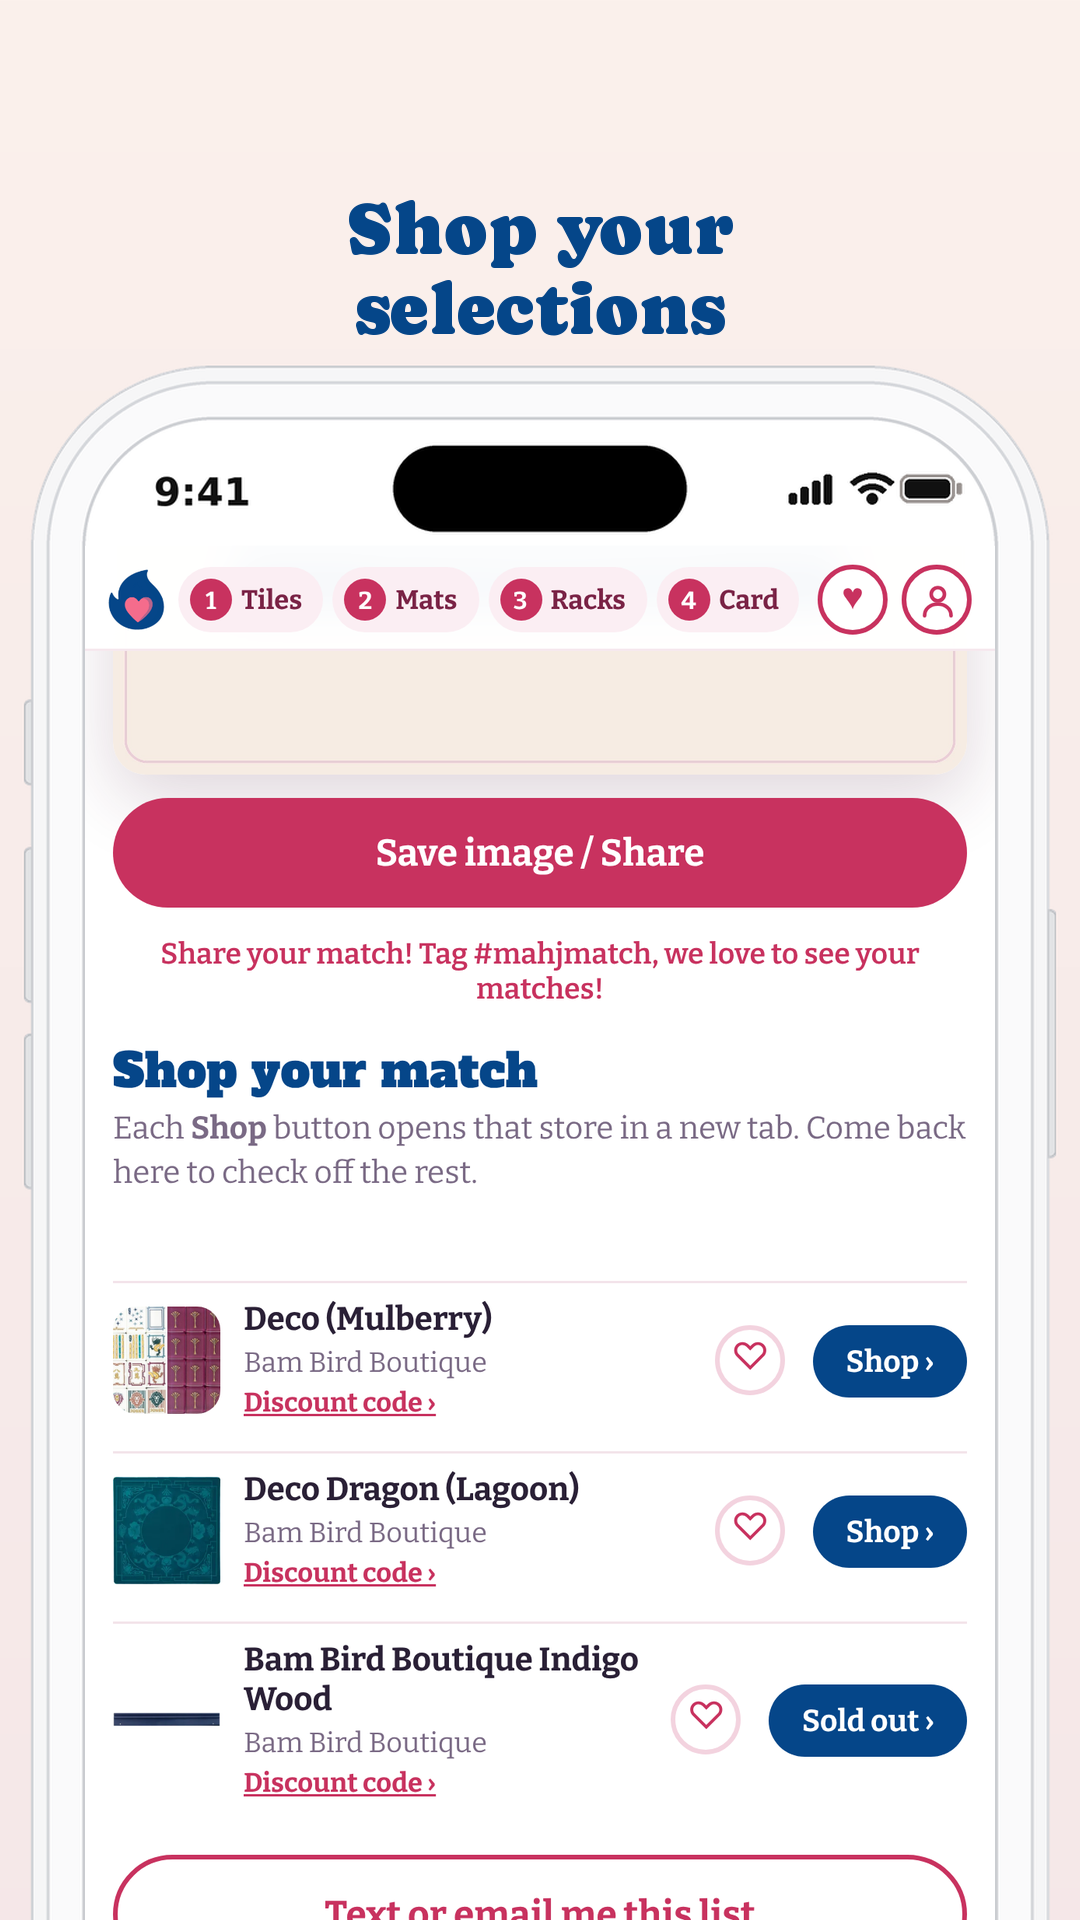 Shop your
selections
9:41
1 Tiles
2 Mats
3 Racks
4 Card
Save image / Share
Share your match! Tag #mahjmatch, we love to see your
matches!
Shop your match
Each Shop button opens that store in a new tab. Come back
here to check off the rest.
Deco (Mulberry)
Bam Bird Boutique
Discount code ›
Shop ›
Deco Dragon (Lagoon)
Bam Bird Boutique
Discount code ›
Shop ›
Bam Bird Boutique Indigo
Wood
Bam Bird Boutique
Discount code ›
Sold out ›
Text or email me this list